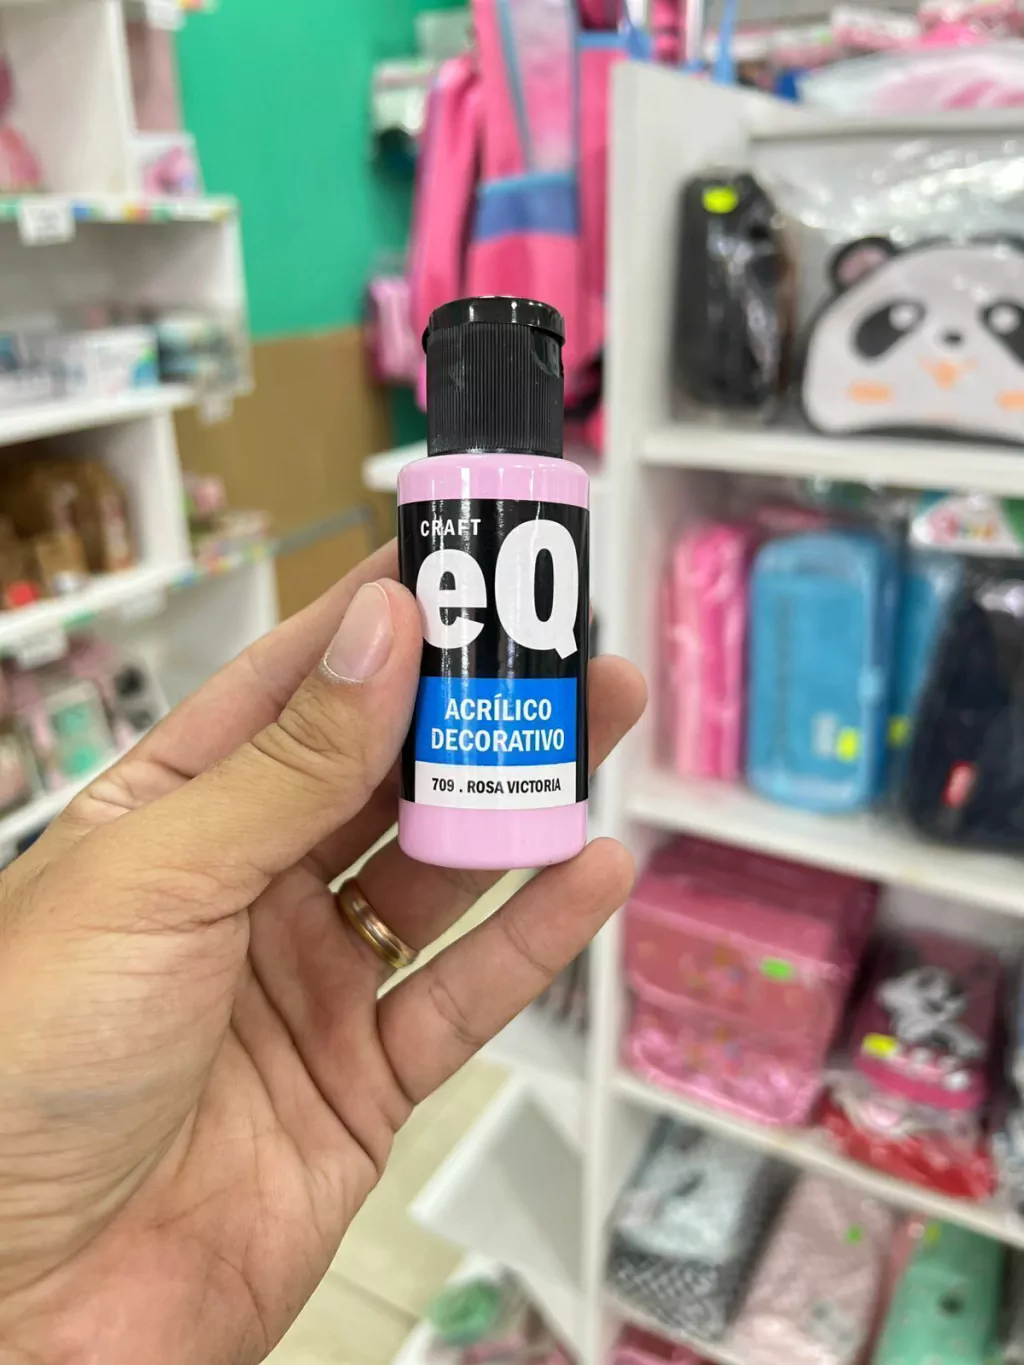 CRAFT
eQ
ACRÍLICO
DECORATIVO
709 . ROSA VICTORIA